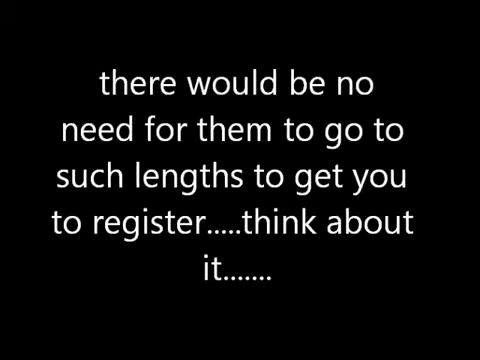 there would be no
need for them to go to
such lengths to get you
to register.....think about
it.......